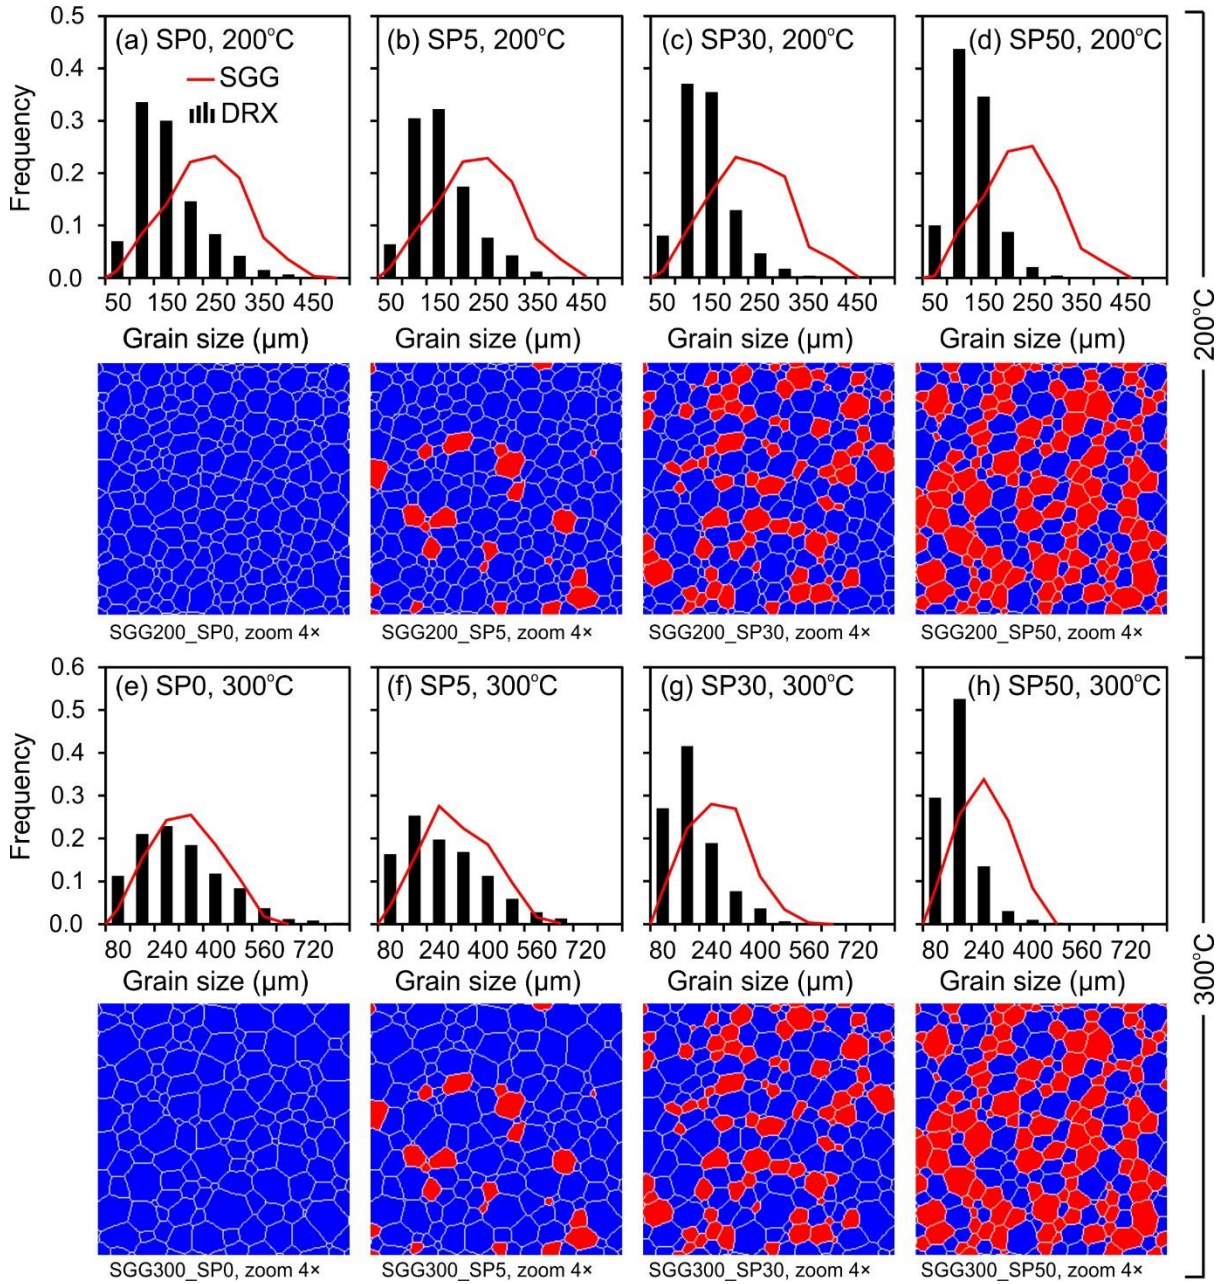 0.5
0.4
0.3
0.2
0.1
0.0
Frequency
(a) SP0, 200°C
SGG
DRX
50 150 250 350 450
Grain size (µm)
(b) SP5, 200°C
50 150 250 350 450
Grain size (µm)
(c) SP30, 200°C
50 150 250 350 450
Grain size (µm)
(d) SP50, 200°C
50 150 250 350 450
Grain size (µm)
200°C
SGG200_SP0, zoom 4×
SGG200_SP5, zoom 4×
SGG200_SP30, zoom 4×
SGG200_SP50, zoom 4×
0.6
0.5
0.4
0.3
0.2
0.1
0.0
Frequency
(e) SP0, 300°C
80 240 400 560 720
Grain size (µm)
(f) SP5, 300°C
80 240 400 560 720
Grain size (µm)
(g) SP30, 300°C
80 240 400 560 720
Grain size (µm)
(h) SP50, 300°C
80 240 400 560 720
Grain size (µm)
300°C
SGG300_SP0, zoom 4×
SGG300_SP5, zoom 4×
SGG300_SP30, zoom 4×
SGG300_SP50, zoom 4×